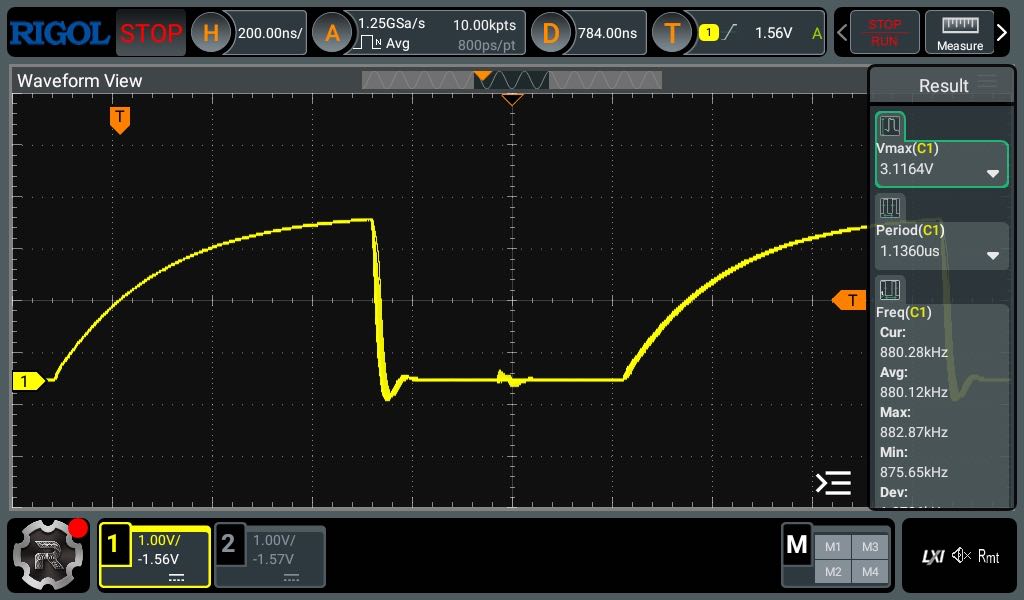 RIGOL STOP H 200.00ns/ A 1.25GSa/s 10.00kpts D 784.00ns T 1 1.56V A STOP
N Avg 800ps/pt RUN Measure
Waveform View
Result
T
Vmax(C1)
3.1164V
Period(C1)
1.1360us
T
Freq(C1)
Cur:
880.28kHz
Avg:
1
880.12kHz
Max:
882.87kHz
Min:
875.65kHz
Dev:
1 1.00V/ 2 1.00V/ M M1 M3
-1.56V -1.57V M2 M4
R
LXI Rmt